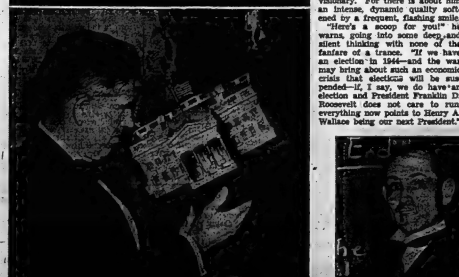 visionary. For there is about him
an intense, dynamic quality soft-
ened by a frequent, flashing smile.
"Here's a scoop for you!" he
warns, going into some deep and
silent thinking with none of the
fanfare of a trance. "If we have
an election in 1944—and the war
may bring about such an economic
crisis that elections will be sus-
pended—if, I say, we do have an
election and President Franklin D.
Roosevelt does not care to run,
everything now points to Henry A.
Wallace being our next President."
Ed
he